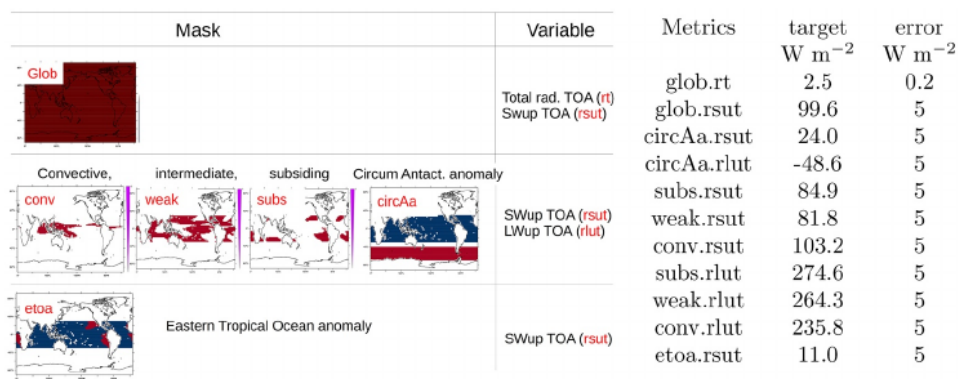 Mask Variable
Glob
Total rad. TOA (rt)
Swup TOA (rsut)
Convective, intermediate, subsiding Circum Antact. anomaly
conv weak subs circAa
SWup TOA (rsut)
LWup TOA (rlut)
etoa
Eastern Tropical Ocean anomaly
SWup TOA (rsut)
Metrics target error
W m⁻² W m⁻²
glob.rt 2.5 0.2
glob.rsut 99.6 5
circAa.rsut 24.0 5
circAa.rlut -48.6 5
subs.rsut 84.9 5
weak.rsut 81.8 5
conv.rsut 103.2 5
subs.rlut 274.6 5
weak.rlut 264.3 5
conv.rlut 235.8 5
etoa.rsut 11.0 5